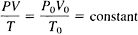 PV/T = P₀V₀/T₀ = constant